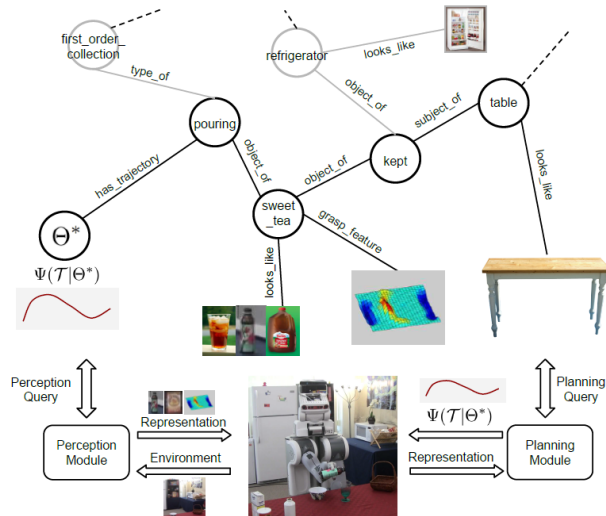 first_order_
collection
type_of
refrigerator
looks_like
object_of
subject_of
table
pouring
has_trajectory
object_of
object_of
kept
looks_like
sweet
_tea
grasp_feature
looks_like
Θ*
Ψ(𝒯|Θ*)
Perception
Query
Representation
Ψ(𝒯|Θ*)
Planning
Query
Perception
Module
Environment
Representation
Planning
Module